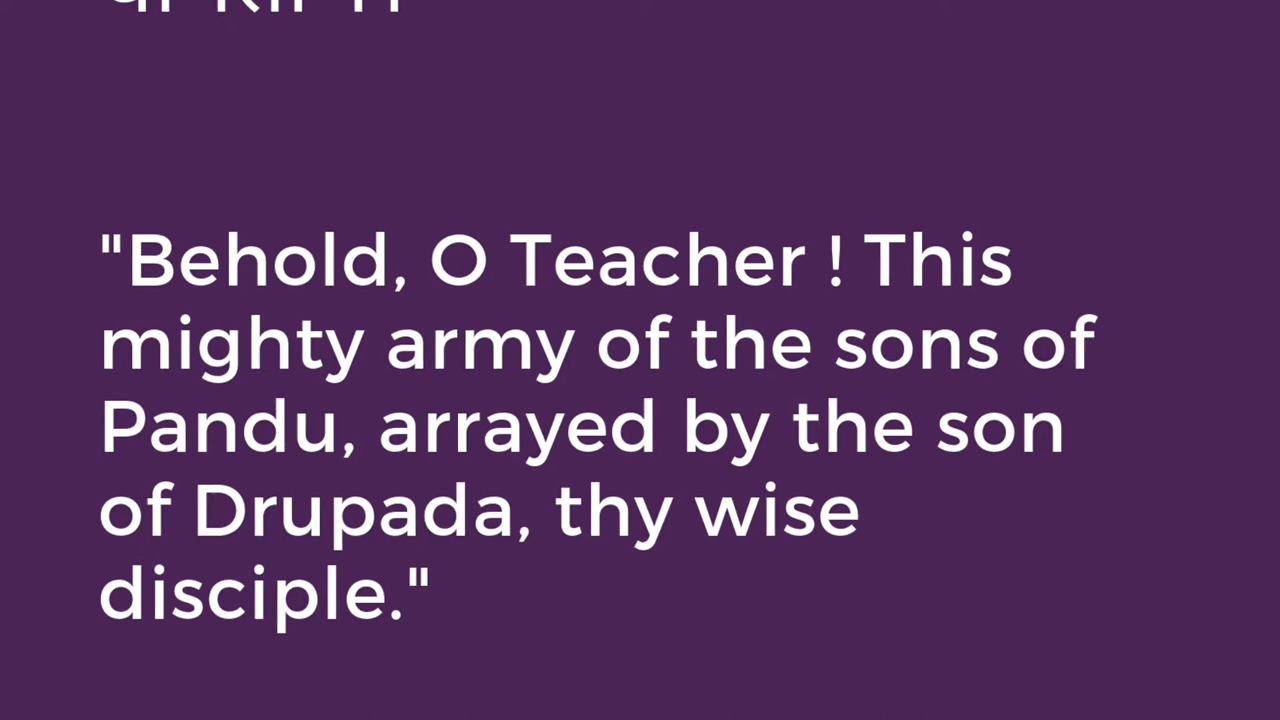 "Behold, O Teacher ! This
mighty army of the sons of
Pandu, arrayed by the son
of Drupada, thy wise
disciple."